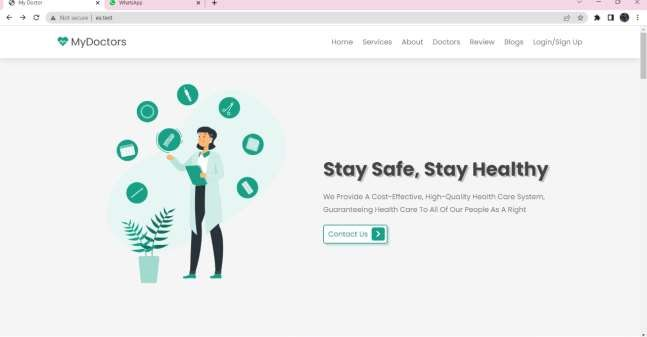 My Doctor
WhatsApp
Not secure
ex.test
MyDoctors
Home Services About Doctors Review Blogs Login/Sign Up
Stay Safe, Stay Healthy
We Provide A Cost-Effective, High-Quality Health Care System,
Guaranteeing Health Care To All Of Our People As A Right
Contact Us